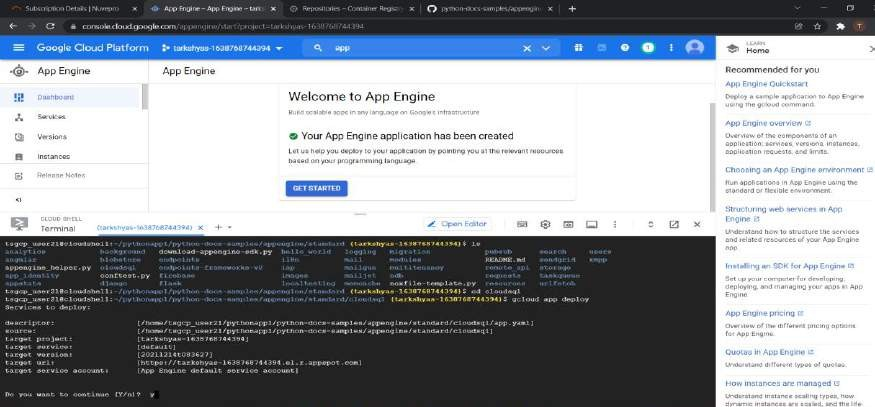 Subscription Details | Nuvepro
App Engine – App Engine – tarks
Repositories – Container Registry
python-docs-samples/appengine
console.cloud.google.com/appengine/start?project=tarkshyas-1638768744394
Google Cloud Platform
tarkshyas-1638768744394
app
1
T
App Engine
App Engine
Dashboard
Services
Versions
Instances
Release Notes
Welcome to App Engine
Build scalable apps in any language on Google's infrastructure
Your App Engine application has been created
Let us help you deploy to your application by pointing you at the relevant resources
based on your programming language.
GET STARTED
LEARN
Home
Recommended for you
App Engine Quickstart
Deploy a sample application to App Engine
using the gcloud command.
App Engine overview
Overview of the components of an
application: services, versions, instances,
application requests, and limits.
Choosing an App Engine environment
Run applications in App Engine using the
standard or flexible environment.
Structuring web services in App
Engine
Understand how to structure the services
and related resources of your App Engine
app.
Installing an SDK for App Engine
Set up your computer for developing,
deploying, and managing your apps in App
Engine.
App Engine pricing
Overview of the different pricing options
for App Engine.
Quotas in App Engine
Understand different types of quotas.
How instances are managed
Understand instance scaling types, how
dynamic instances are scaled, and the life-
CLOUD SHELL
Terminal
(tarkshyas-1638768744394)
Open Editor
tsgcp_user21@cloudshell:~/pythonapp1/python-docs-samples/appengine/standard (tarkshyas-1638768744394)$ ls
analytics background download-appengine-sdk.py hello_world logging migration pubsub search users
angular blobstore endpoints i18n mail modules README.md sendgrid xmpp
appengine_helper.py cloudsql endpoints-frameworks-v2 iap mailgun multitenancy remote_api storage
app_identity conftest.py firebase images mailjet ndb requests taskqueue
appstats django flask localtesting memcache noxfile-template.py resources urlfetch
tsgcp_user21@cloudshell:~/pythonapp1/python-docs-samples/appengine/standard (tarkshyas-1638768744394)$ cd cloudsql
tsgcp_user21@cloudshell:~/pythonapp1/python-docs-samples/appengine/standard/cloudsql (tarkshyas-1638768744394)$ gcloud app deploy
Services to deploy:
descriptor: [/home/tsgcp_user21/pythonapp1/python-docs-samples/appengine/standard/cloudsql/app.yaml]
source: [/home/tsgcp_user21/pythonapp1/python-docs-samples/appengine/standard/cloudsql]
target project: [tarkshyas-1638768744394]
target service: [default]
target version: [20211214t083627]
target url: [https://tarkshyas-1638768744394.el.r.appspot.com]
target service account: [App Engine default service account]
Do you want to continue (Y/n)? y